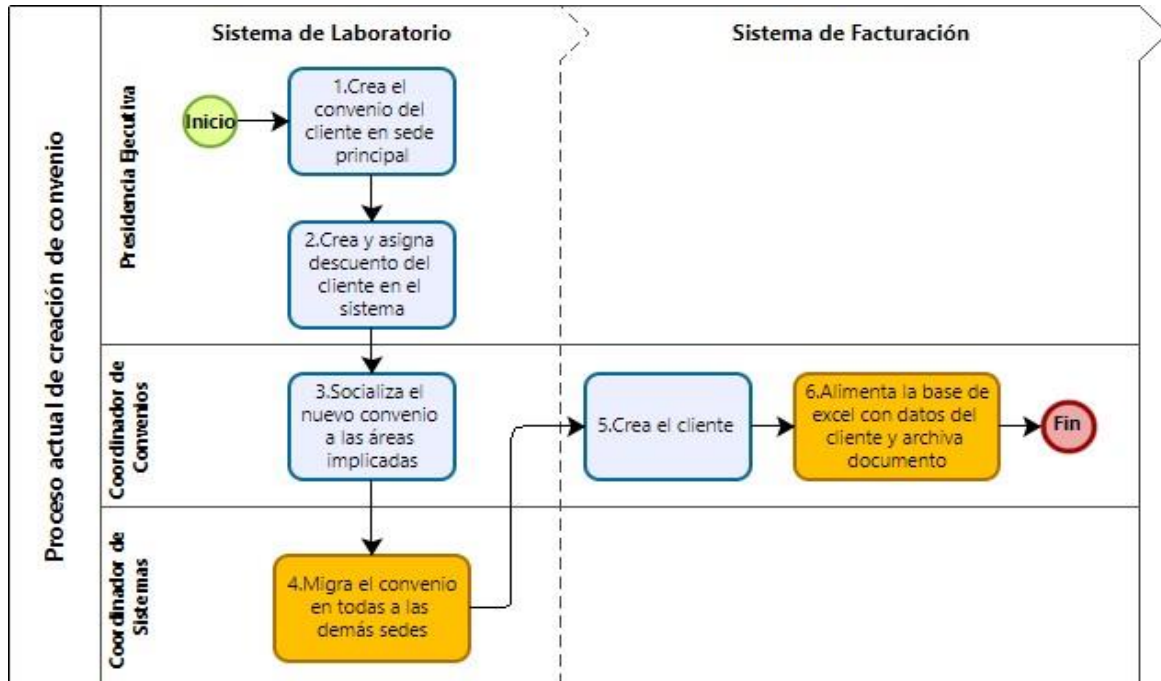 Proceso actual de creación de convenio
Sistema de Laboratorio
Sistema de Facturación
Presidencia Ejecutiva
Inicio
1.Crea el
convenio del
cliente en sede
principal
2.Crea y asigna
descuento del
cliente en el
sistema
Coordinador de
Convenios
3.Socializa el
nuevo convenio
a las áreas
implicadas
5.Crea el cliente
6.Alimenta la base de
excel con datos del
cliente y archiva
documento
Fin
Coordinador de
Sistemas
4.Migra el convenio
en todas a las
demás sedes